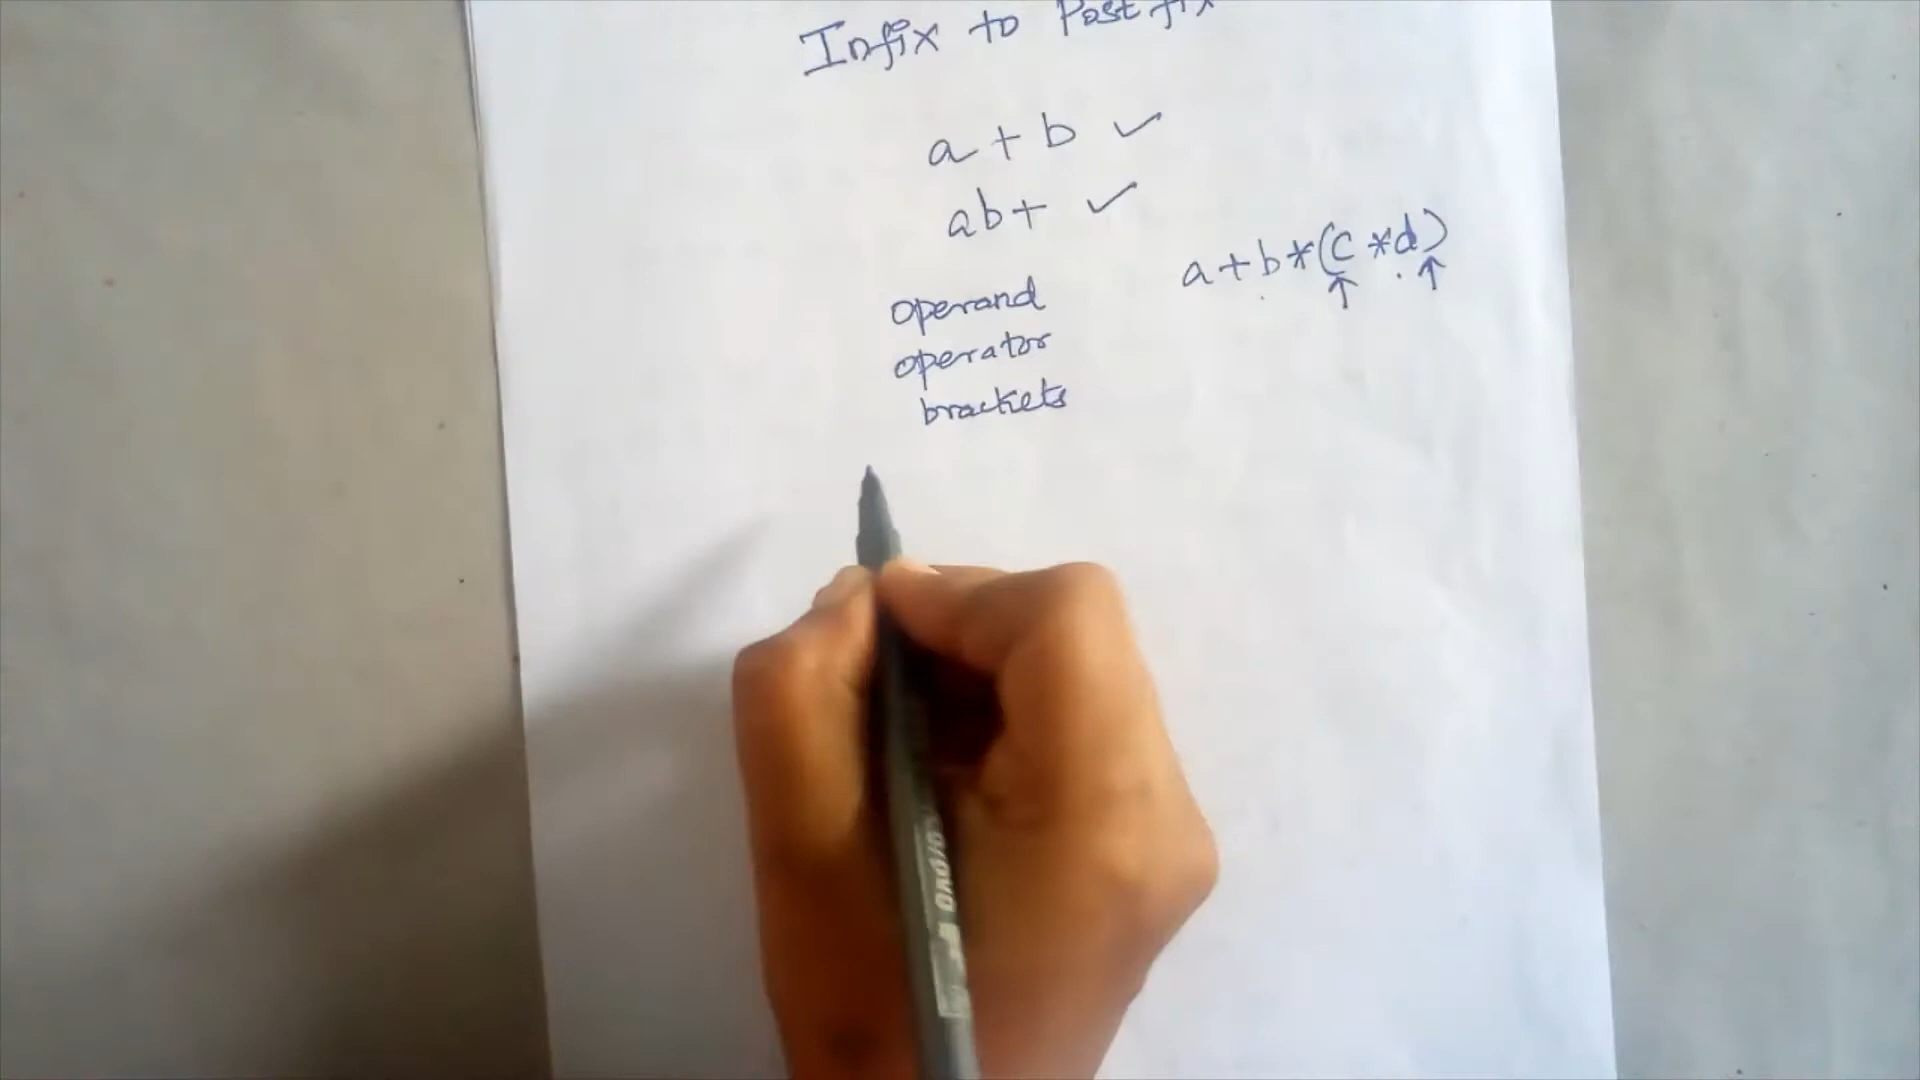 Infix to Postfix
a + b ✓
ab+ ✓
a+b*(c*d)
operand
operator
brackets